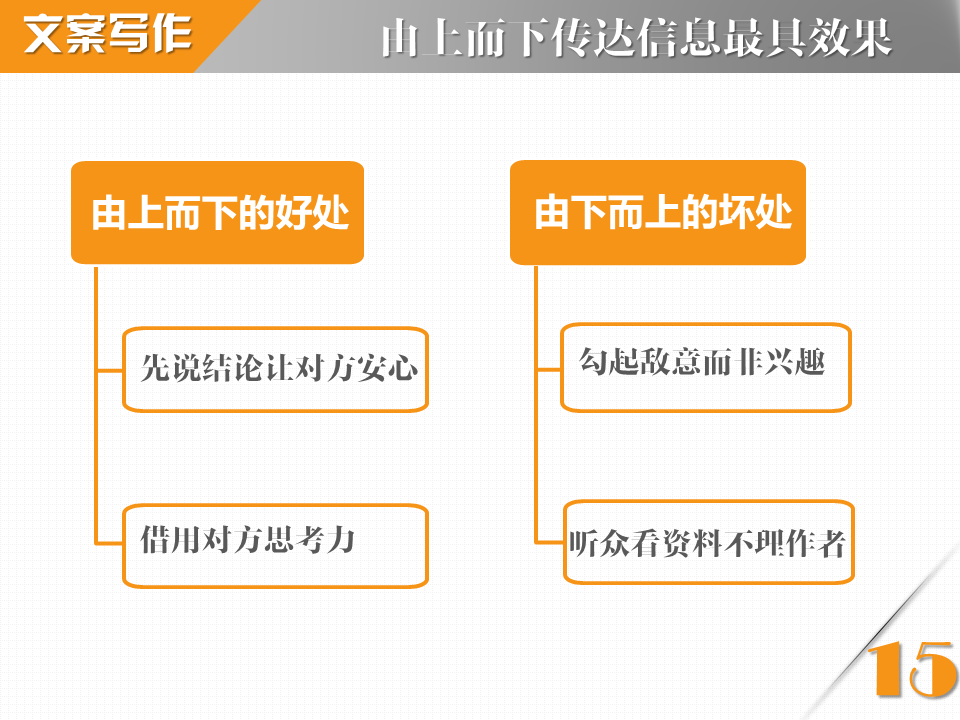 文案写作
由上而下传达信息最具效果
由上而下的好处
先说结论让对方安心
借用对方思考力
由下而上的坏处
勾起敌意而非兴趣
听众看资料不理作者
15